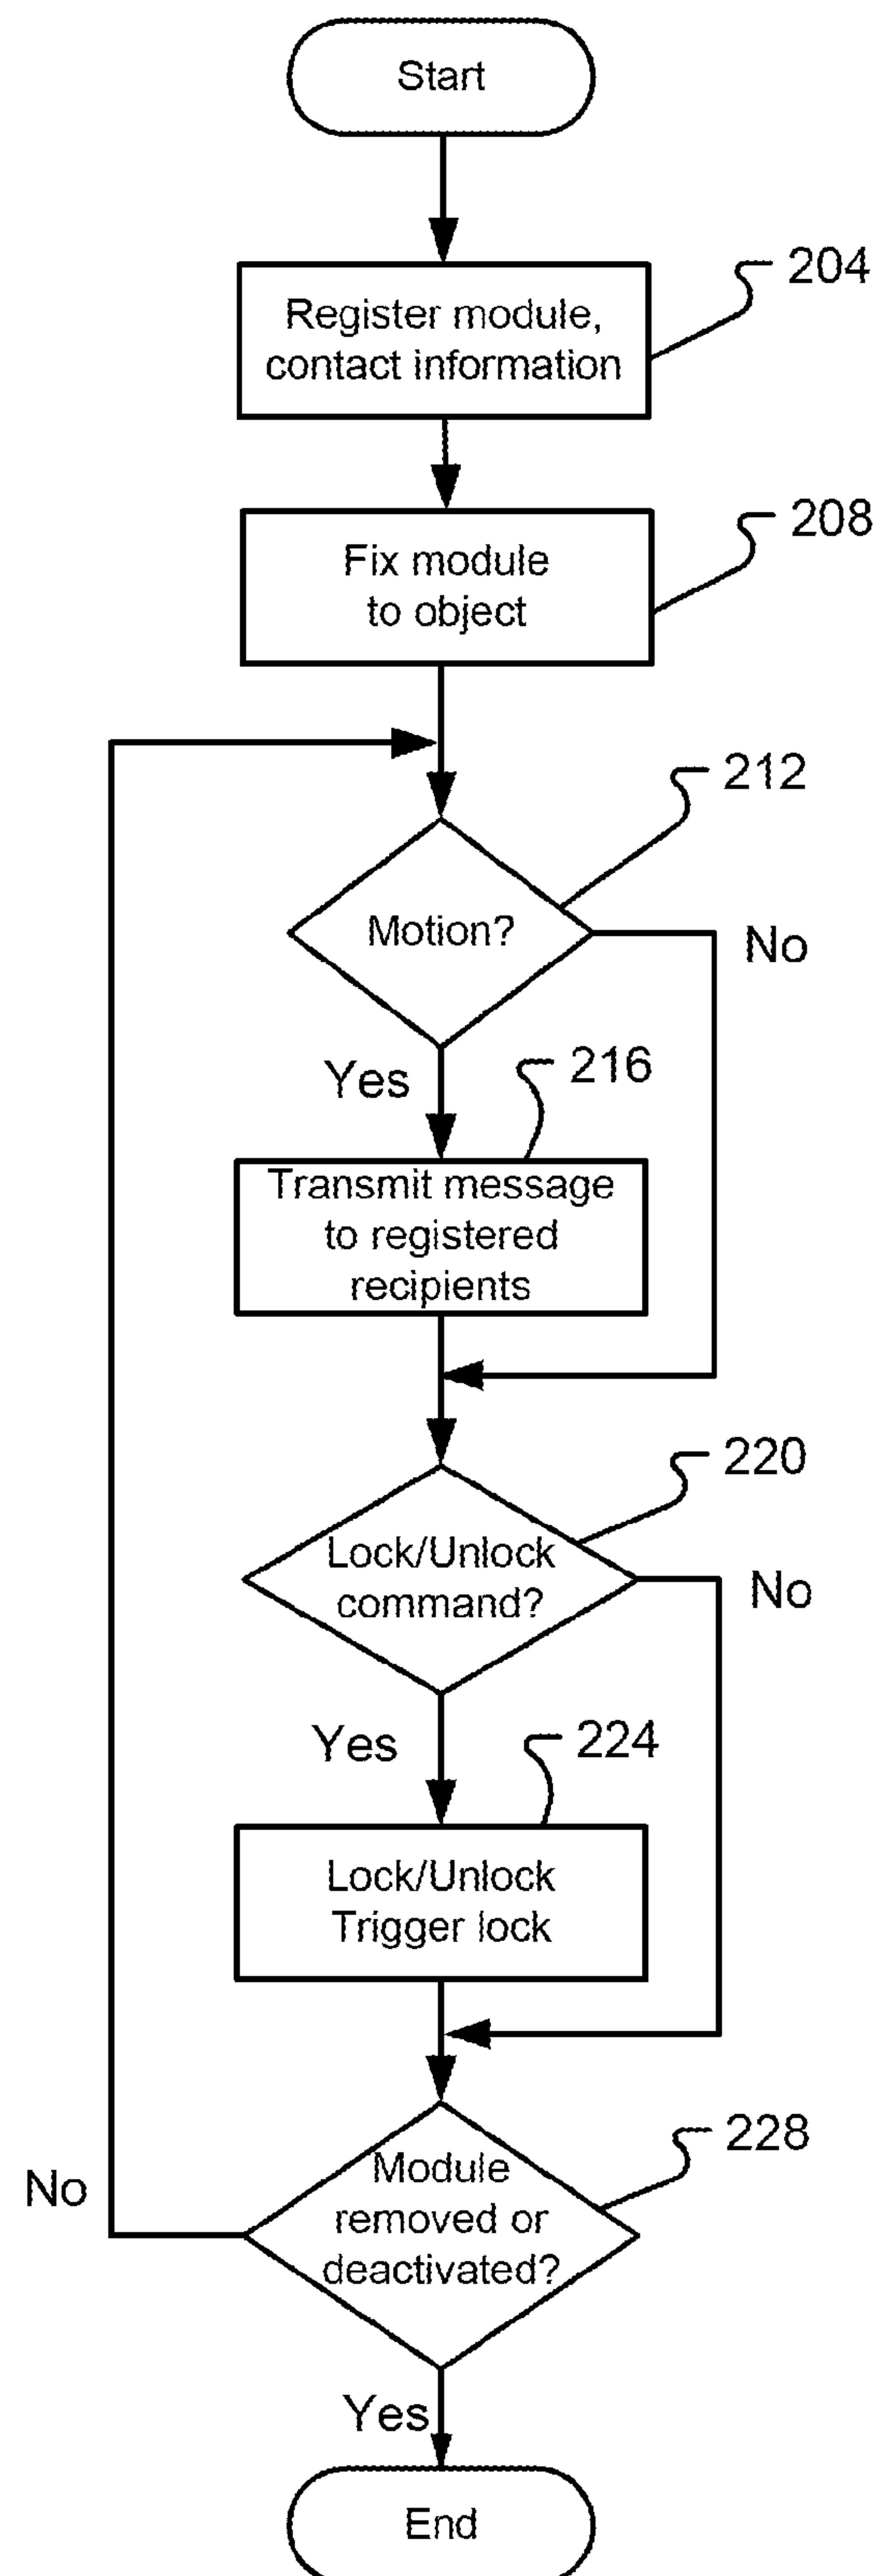 Start
204
Register module,
contact information
208
Fix module
to object
212
Motion?
No
Yes
216
Transmit message
to registered
recipients
220
Lock/Unlock
command?
No
Yes
224
Lock/Unlock
Trigger lock
228
Module
removed or
deactivated?
No
Yes
End